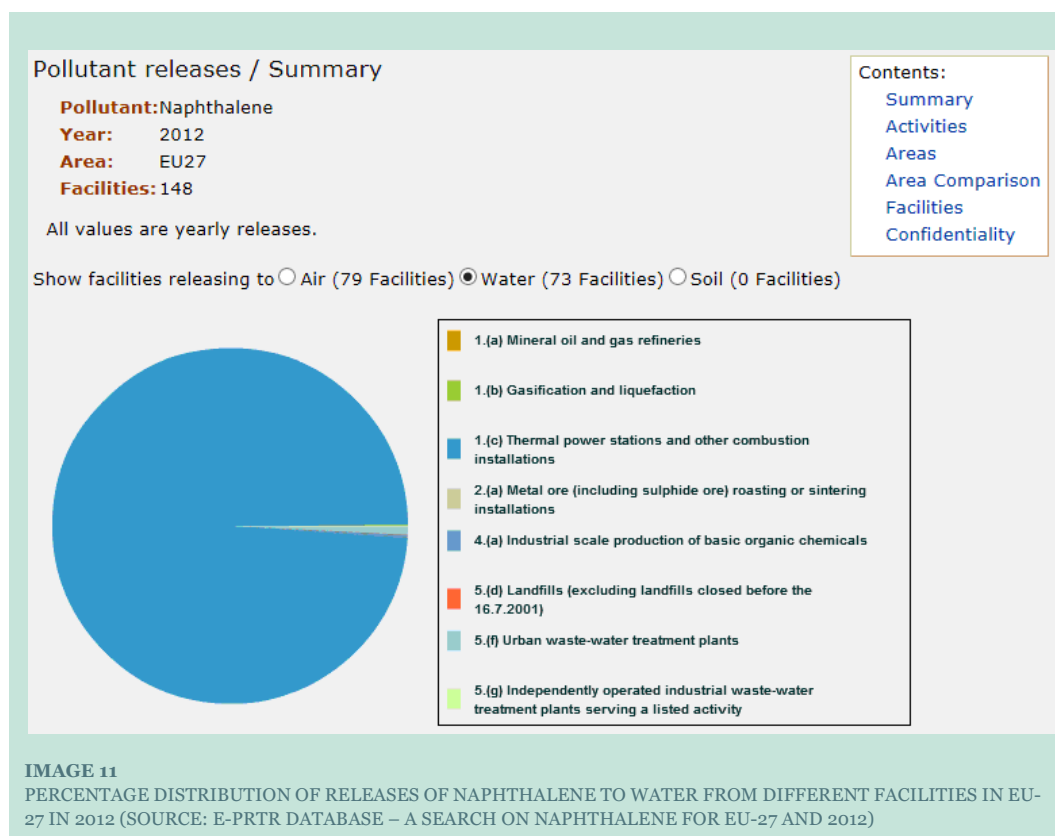 Pollutant releases / Summary
Pollutant:Naphthalene
Year: 2012
Area: EU27
Facilities: 148
All values are yearly releases.
Contents:
Summary
Activities
Areas
Area Comparison
Facilities
Confidentiality
Show facilities releasing to Air (79 Facilities) Water (73 Facilities) Soil (0 Facilities)
1.(a) Mineral oil and gas refineries
1.(b) Gasification and liquefaction
1.(c) Thermal power stations and other combustion
installations
2.(a) Metal ore (including sulphide ore) roasting or sintering
installations
4.(a) Industrial scale production of basic organic chemicals
5.(d) Landfills (excluding landfills closed before the
16.7.2001)
5.(f) Urban waste-water treatment plants
5.(g) Independently operated industrial waste-water
treatment plants serving a listed activity
IMAGE 11
PERCENTAGE DISTRIBUTION OF RELEASES OF NAPHTHALENE TO WATER FROM DIFFERENT FACILITIES IN EU-
27 IN 2012 (SOURCE: E-PRTR DATABASE – A SEARCH ON NAPHTHALENE FOR EU-27 AND 2012)